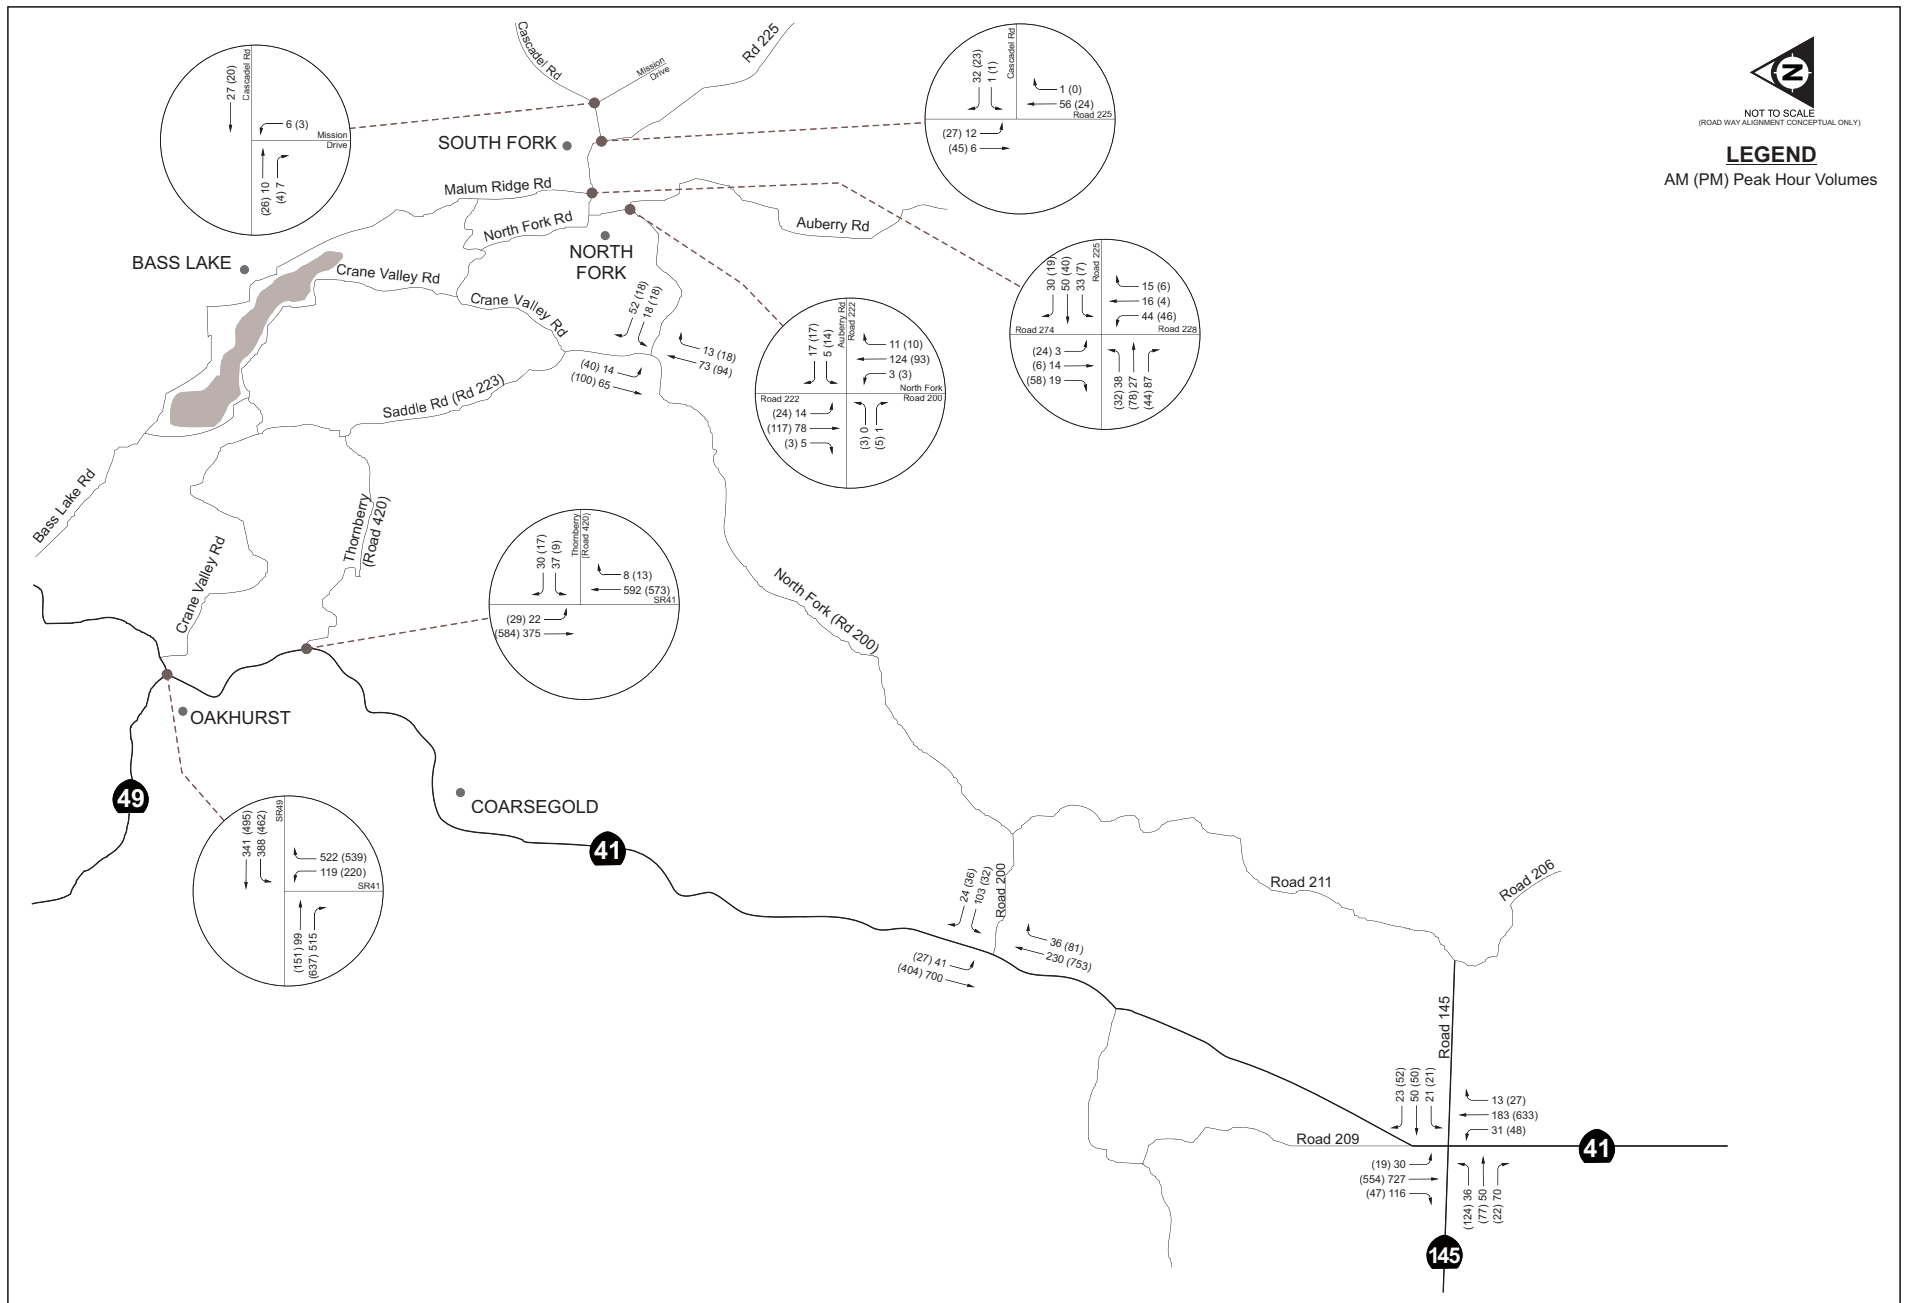 Cascadel Rd
Mission
Drive
Rd 225
N
NOT TO SCALE
(ROAD WAY ALIGNMENT CONCEPTUAL ONLY)
LEGEND
AM (PM) Peak Hour Volumes
27 (20)
Cascadel Rd
6 (3)
Mission
Drive
(26) 10
(4) 7
32 (23)
1 (1)
Cascadel Rd
1 (0)
56 (24)
Road 225
(27) 12
(45) 6
SOUTH FORK
Malum Ridge Rd
North Fork Rd
NORTH
FORK
Auberry Rd
BASS LAKE
Crane Valley Rd
Crane Valley Rd
30 (19)
50 (40)
33 (7)
Road 225
15 (6)
16 (4)
44 (46)
Road 274
Road 228
(24) 3
(6) 14
(58) 19
(32) 38
(78) 27
(44) 87
52 (18)
18 (18)
13 (18)
73 (94)
(40) 14
(100) 65
17 (17)
5 (14)
Auberry Rd
Road 222
11 (10)
124 (93)
3 (3)
North Fork
Road 200
Road 222
(24) 14
(117) 78
(3) 5
(3) 0
(5) 1
Saddle Rd (Rd 223)
Bass Lake Rd
Thornberry
(Road 420)
Crane Valley Rd
30 (17)
37 (9)
Thornberry
(Road 420)
8 (13)
592 (573)
SR41
(29) 22
(584) 375
North Fork (Rd 200)
OAKHURST
49
COARSEGOLD
41
341 (495)
388 (462)
SR49
522 (539)
119 (220)
SR41
(151) 99
(637) 515
24 (36)
103 (32)
Road 200
36 (81)
230 (753)
(27) 41
(404) 700
Road 211
Road 206
Road 145
23 (52)
50 (50)
21 (21)
13 (27)
183 (633)
31 (48)
Road 209
41
(19) 30
(554) 727
(47) 116
(124) 36
(77) 50
(22) 70
145